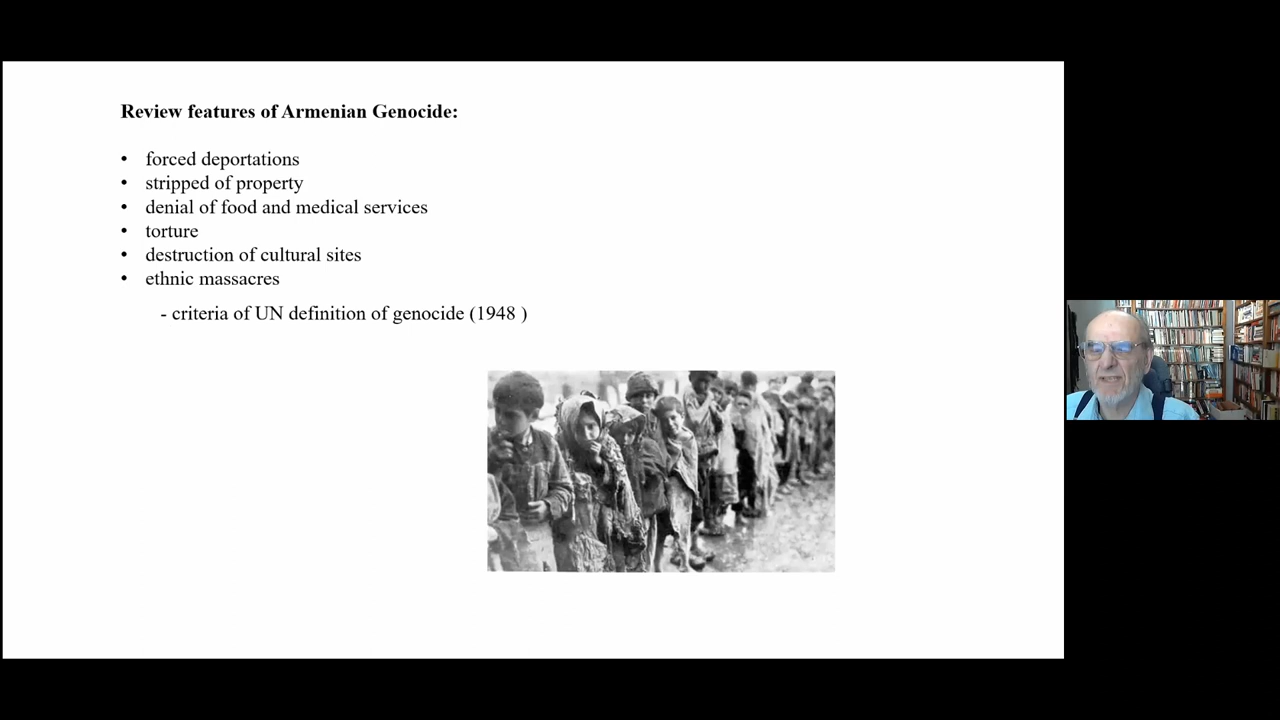 Review features of Armenian Genocide:
• forced deportations
• stripped of property
• denial of food and medical services
• torture
• destruction of cultural sites
• ethnic massacres
- criteria of UN definition of genocide (1948 )